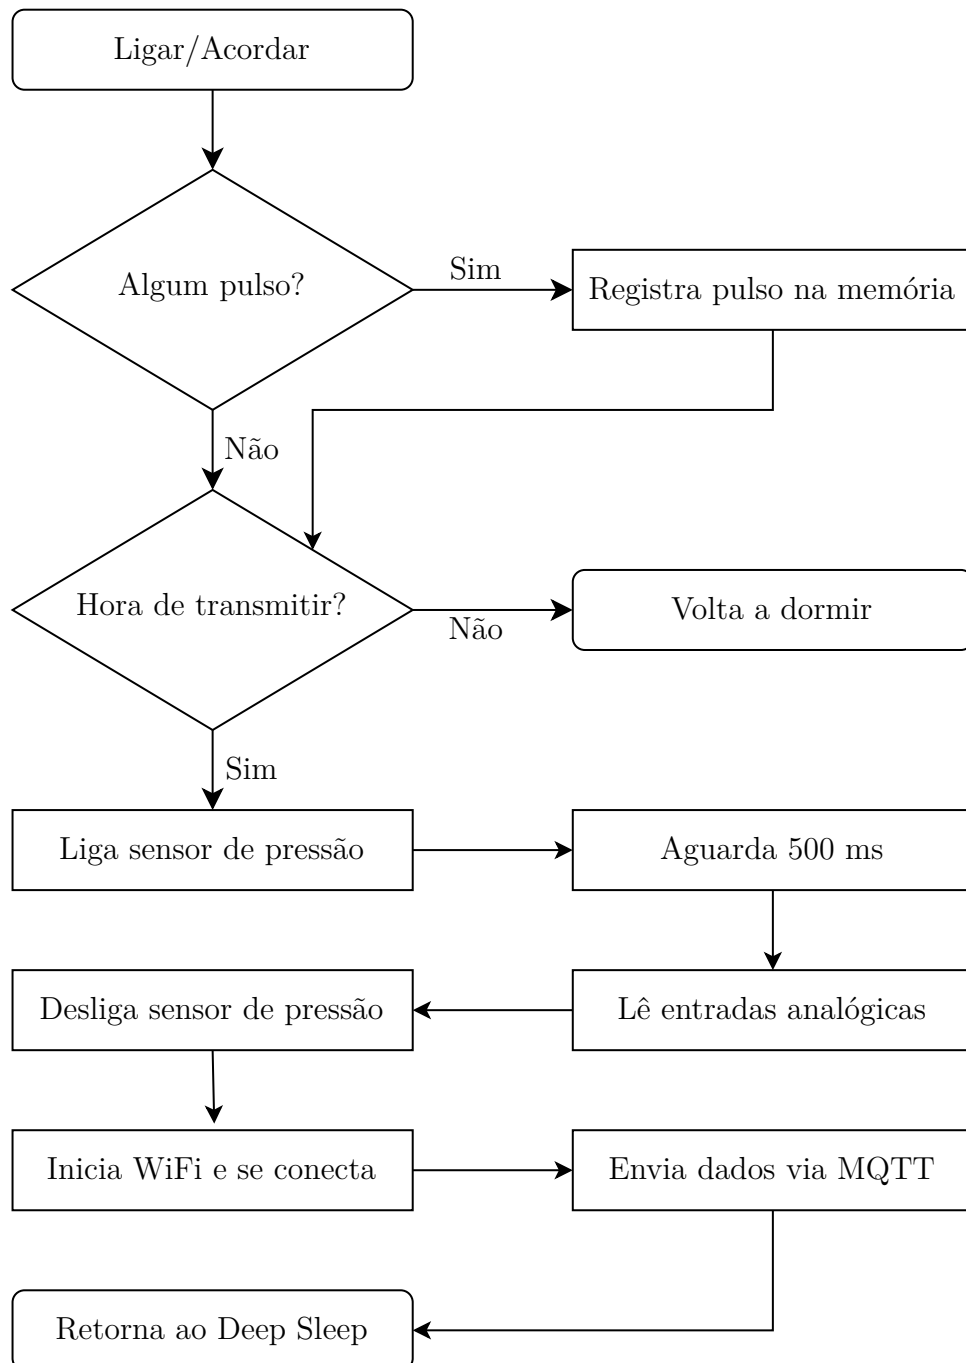 Ligar/Acordar
Algum pulso?
Sim
Registra pulso na memória
Não
Hora de transmitir?
Não
Volta a dormir
Sim
Liga sensor de pressão
Aguarda 500 ms
Desliga sensor de pressão
Lê entradas analógicas
Inicia WiFi e se conecta
Envia dados via MQTT
Retorna ao Deep Sleep